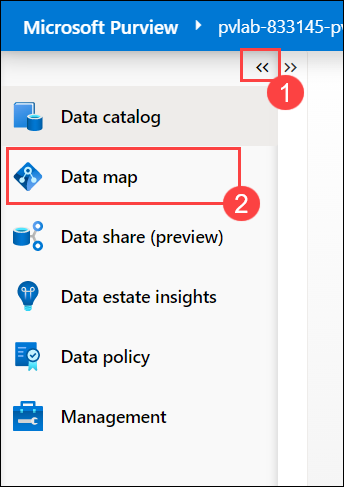 Microsoft Purview pvlab-833145-pv
1
Data catalog
Data map
2
Data share (preview)
Data estate insights
Data policy
Management